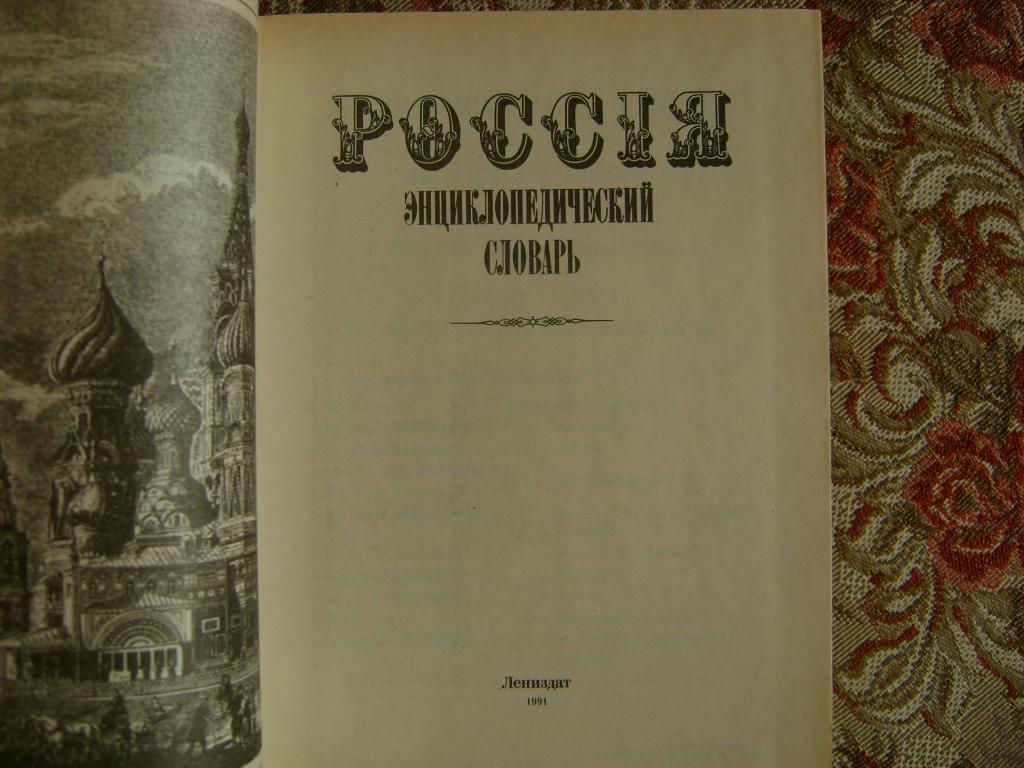 РОССІЯ
ЭНЦИКЛОПЕДИЧЕСКИЙ
СЛОВАРЬ
Лениздат
1991